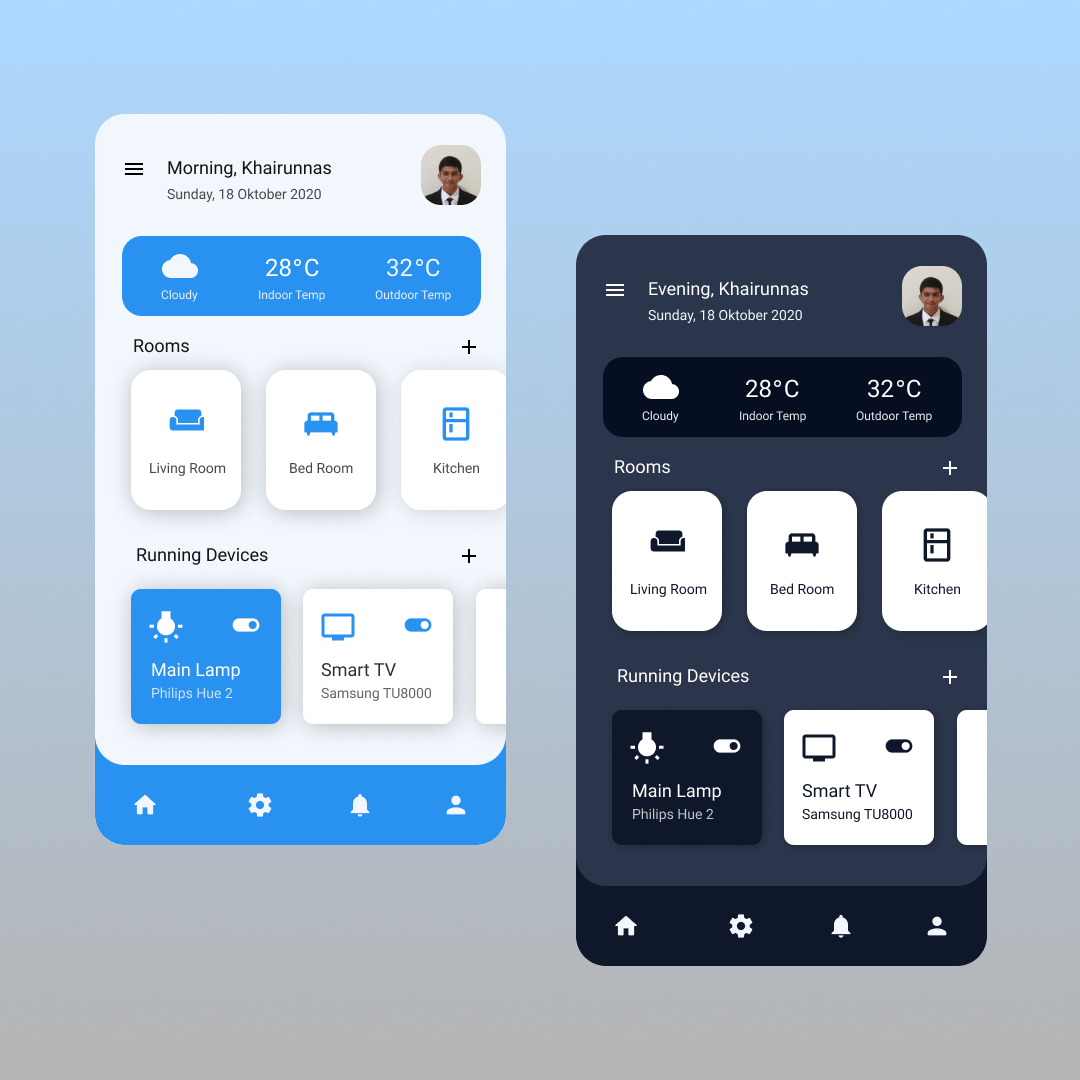 Morning, Khairunnas
Sunday, 18 Oktober 2020
28°C 32°C
Cloudy Indoor Temp Outdoor Temp
Rooms
Living Room Bed Room Kitchen
Running Devices
Main Lamp Smart TV
Philips Hue 2 Samsung TU8000
Evening, Khairunnas
Sunday, 18 Oktober 2020
28°C 32°C
Cloudy Indoor Temp Outdoor Temp
Rooms
Living Room Bed Room Kitchen
Running Devices
Main Lamp Smart TV
Philips Hue 2 Samsung TU8000